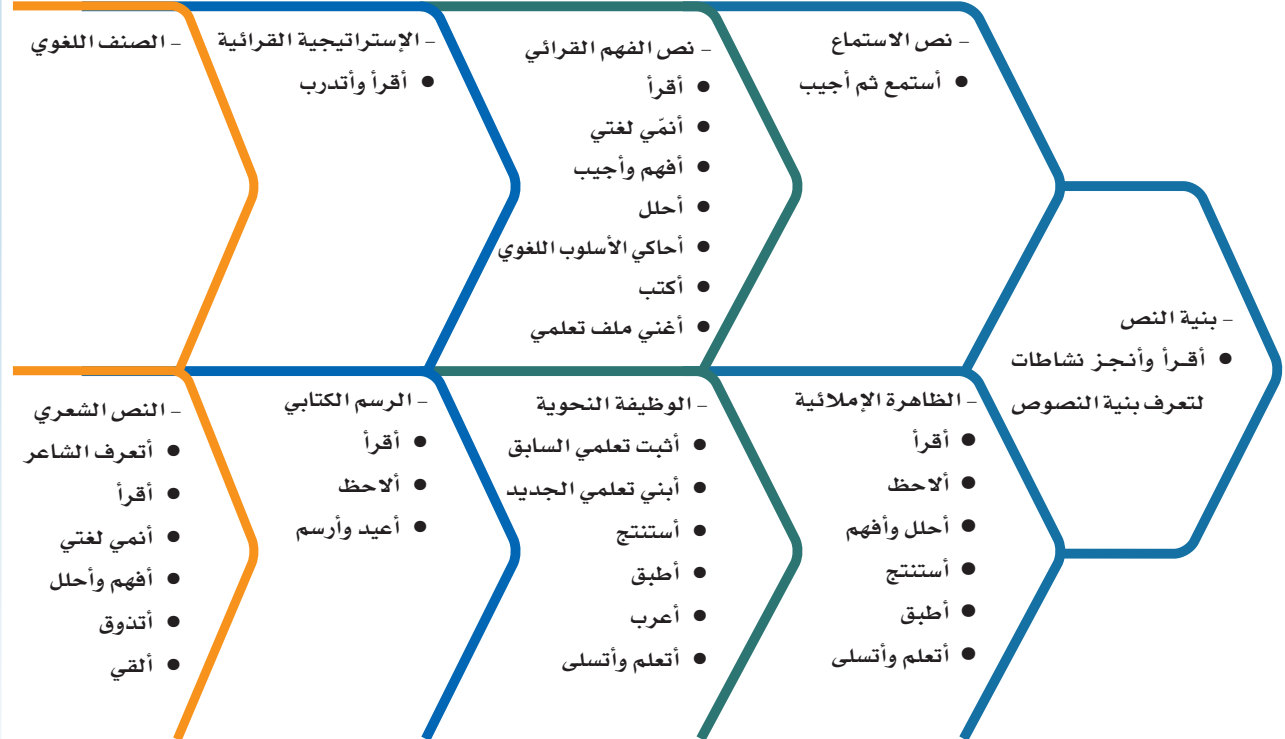 – بنية النص
● أقرأ وأنجز نشاطات
لتعرف بنية النصوص
– نص الاستماع
● أستمع ثم أجيب
– نص الفهم القرائي
● أقرأ
● أنمّي لغتي
● أفهم وأجيب
● أحلل
● أحاكي الأسلوب اللغوي
● أكتب
● أغني ملف تعلمي
– الإستراتيجية القرائية
● أقرأ وأتدرب
– الصنف اللغوي
– الظاهرة الإملائية
● أقرأ
● ألاحظ
● أحلل وأفهم
● أستنتج
● أطبق
● أتعلم وأتسلى
– الوظيفة النحوية
● أثبت تعلمي السابق
● أبني تعلمي الجديد
● أستنتج
● أطبق
● أعرب
● أتعلم وأتسلى
– الرسم الكتابي
● أقرأ
● ألاحظ
● أعيد وأرسم
– النص الشعري
● أتعرف الشاعر
● أقرأ
● أنمي لغتي
● أفهم وأحلل
● أتذوق
● ألقي